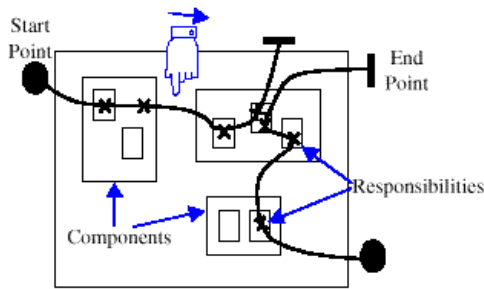 Start
Point
End
Point
Responsibilities
Components